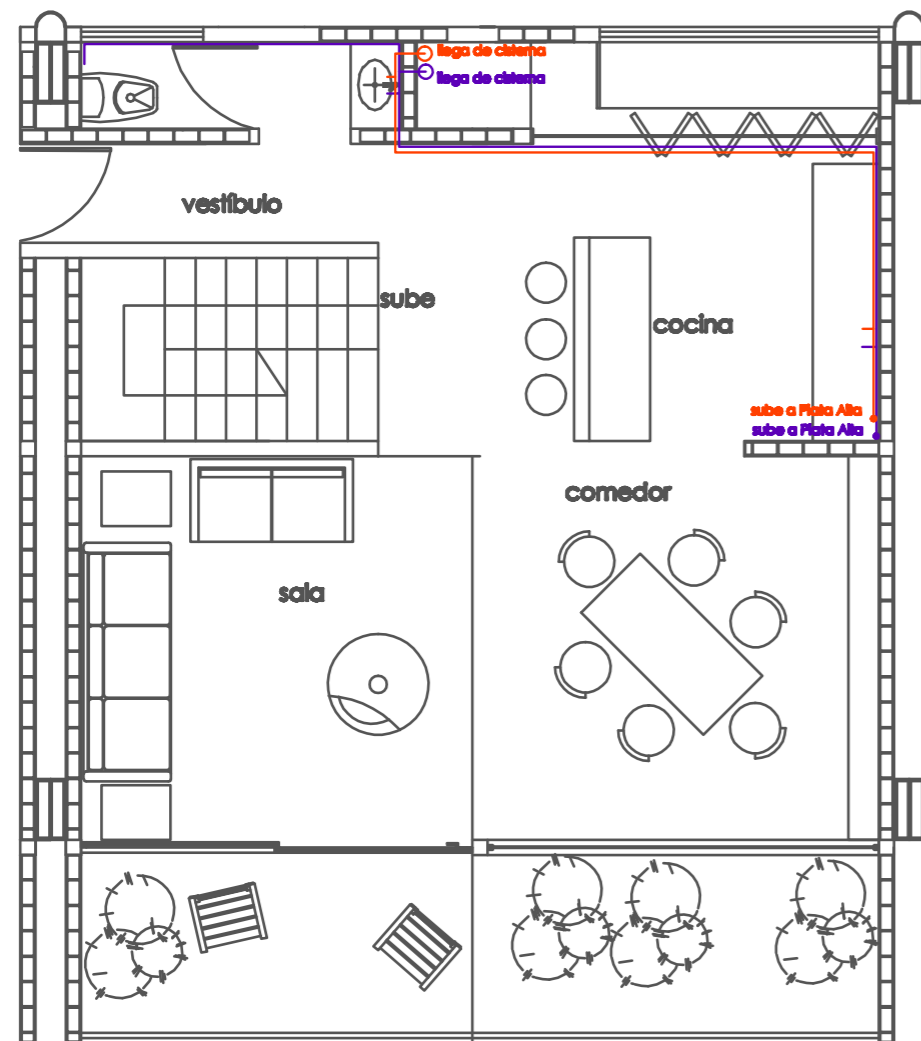 llega de cisterna
llega de cisterna
vestíbulo
sube
cocina
sube a Plata Alta
sube a Plata Alta
comedor
sala